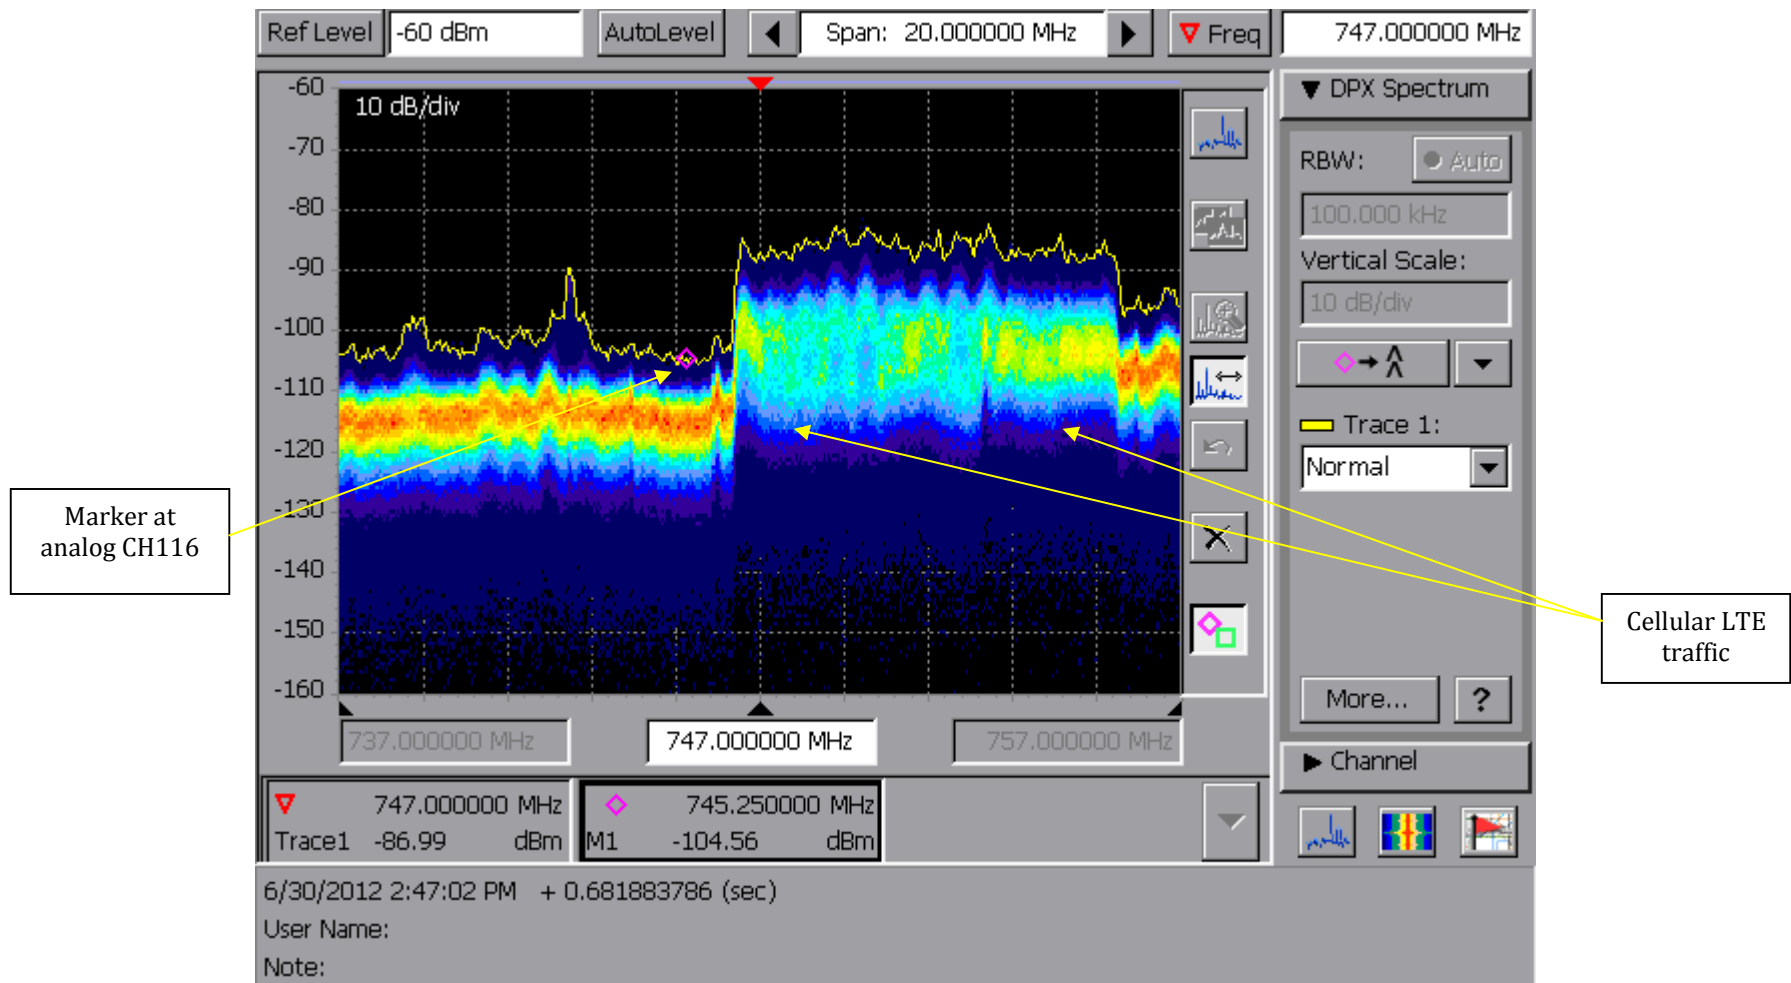 Ref Level -60 dBm AutoLevel Span: 20.000000 MHz Freq 747.000000 MHz
10 dB/div
-60
-70
-80
-90
-100
-110
-120
-130
-140
-150
-160
DPX Spectrum
RBW: Auto
100.000 kHz
Vertical Scale:
10 dB/div
Trace 1:
Normal
More... ?
Channel
Marker at
analog CH116
Cellular LTE
traffic
737.000000 MHz 747.000000 MHz 757.000000 MHz
747.000000 MHz 745.250000 MHz
Trace1 -86.99 dBm M1 -104.56 dBm
6/30/2012 2:47:02 PM + 0.681883786 (sec)
User Name:
Note: